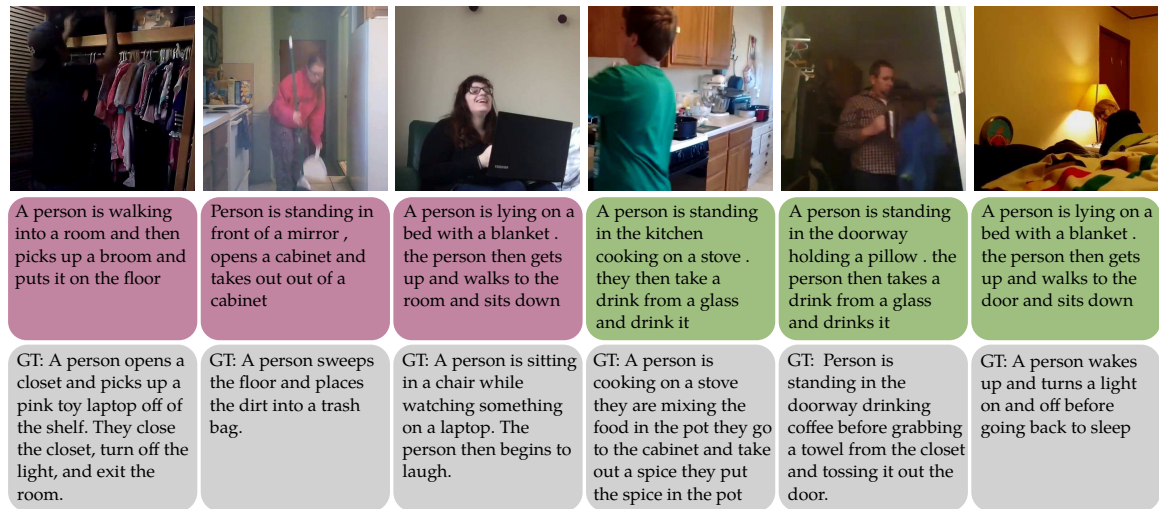 A person is walking
into a room and then
picks up a broom and
puts it on the floor
Person is standing in
front of a mirror ,
opens a cabinet and
takes out out of a
cabinet
A person is lying on a
bed with a blanket .
the person then gets
up and walks to the
room and sits down
A person is standing
in the kitchen
cooking on a stove .
they then take a
drink from a glass
and drink it
A person is standing
in the doorway
holding a pillow . the
person then takes a
drink from a glass
and drinks it
A person is lying on a
bed with a blanket .
the person then gets
up and walks to the
door and sits down
GT: A person opens a
closet and picks up a
pink toy laptop off of
the shelf. They close
the closet, turn off the
light, and exit the
room.
GT: A person sweeps
the floor and places
the dirt into a trash
bag.
GT: A person is sitting
in a chair while
watching something
on a laptop. The
person then begins to
laugh.
GT: A person is
cooking on a stove
they are mixing the
food in the pot they go
to the cabinet and take
out a spice they put
the spice in the pot
GT: Person is
standing in the
doorway drinking
coffee before grabbing
a towel from the closet
and tossing it out the
door.
GT: A person wakes
up and turns a light
on and off before
going back to sleep